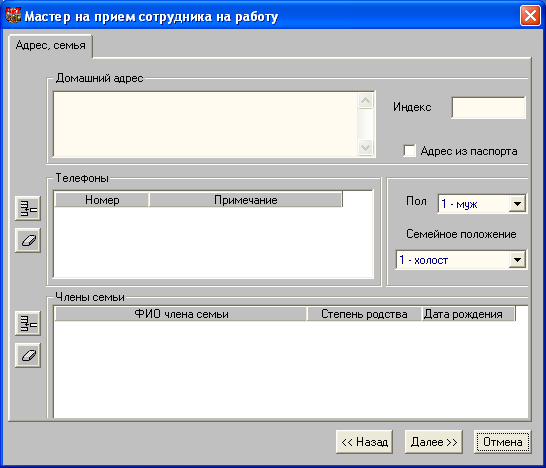 Мастер на прием сотрудника на работу
Адрес, семья
Домашний адрес
Индекс
Адрес из паспорта
Телефоны
Номер Примечание
Пол 1 - муж
Семейное положение
1 - холост
Члены семьи
ФИО члена семьи Степень родства Дата рождения
<< Назад Далее >> Отмена